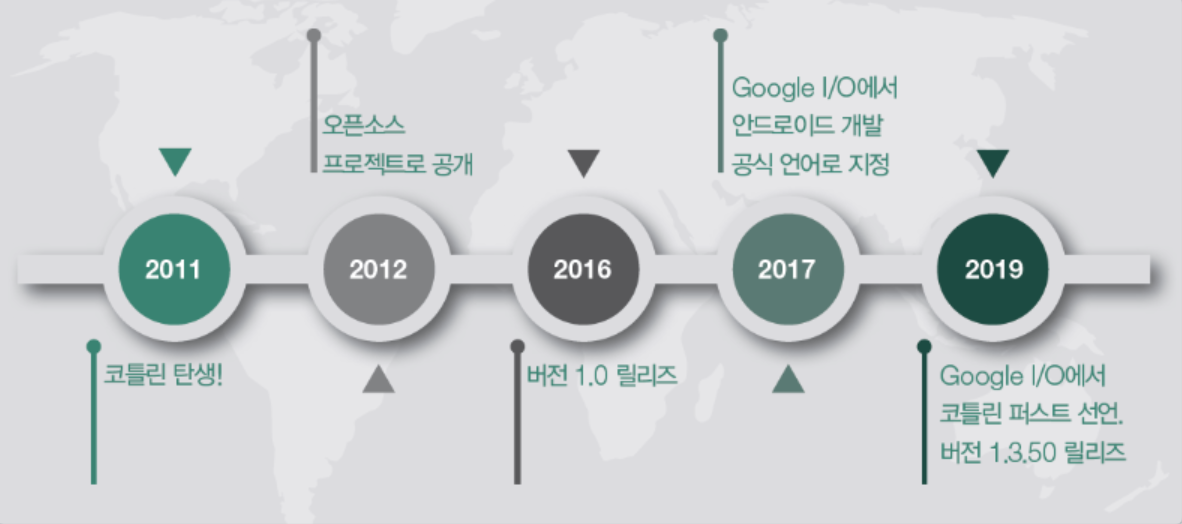 2011
코틀린 탄생!
오픈소스
프로젝트로 공개
2012
2016
버전 1.0 릴리즈
Google I/O에서
안드로이드 개발
공식 언어로 지정
2017
2019
Google I/O에서
코틀린 퍼스트 선언.
버전 1.3.50 릴리즈